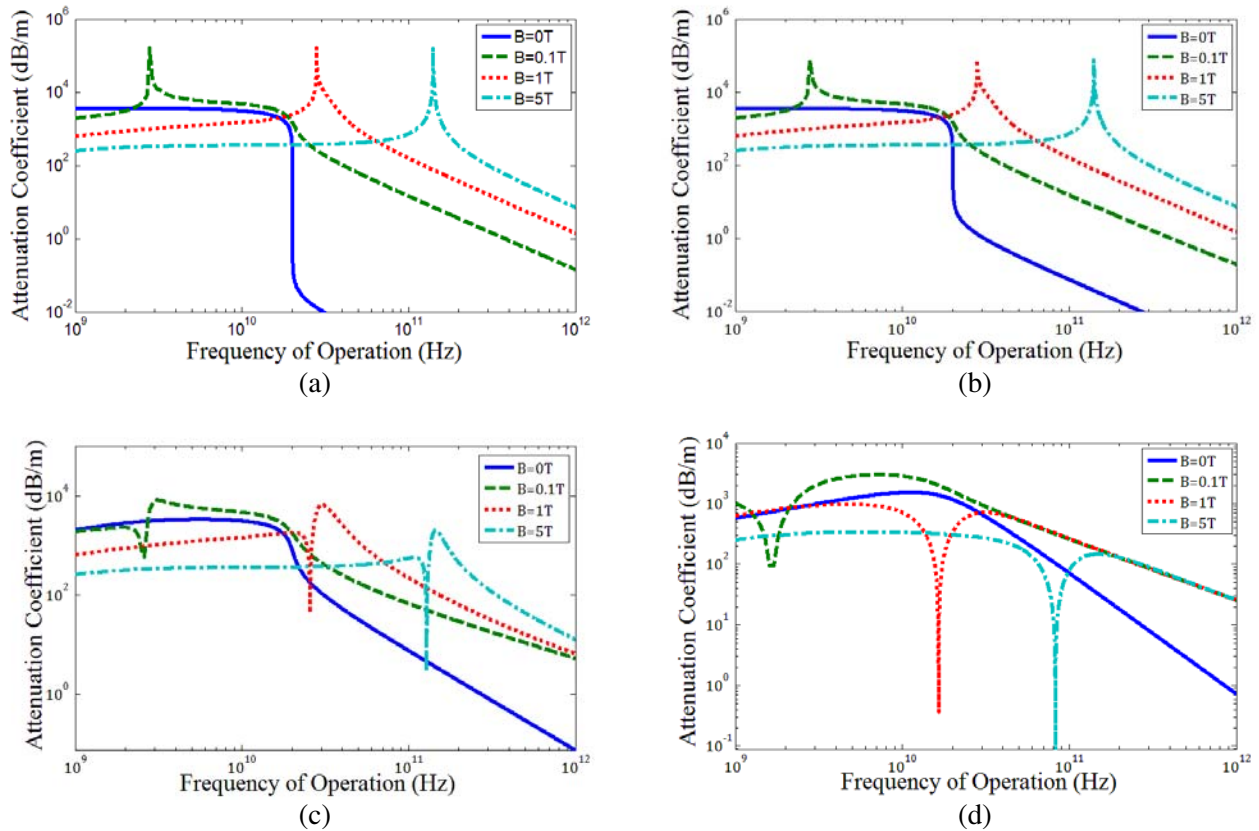 Attenuation Coefficient (dB/m)
10^6
10^4
10^2
10^0
10^-2
10^9
10^10
10^11
10^12
B=0T
B=0.1T
B=1T
B=5T
Frequency of Operation (Hz)
(a)
Attenuation Coefficient (dB/m)
10^6
10^4
10^2
10^0
10^-2
10^9
10^10
10^11
10^12
B=0T
B=0.1T
B=1T
B=5T
Frequency of Operation (Hz)
(b)
Attenuation Coefficient (dB/m)
10^4
10^2
10^0
10^9
10^10
10^11
10^12
B=0T
B=0.1T
B=1T
B=5T
Frequency of Operation (Hz)
(c)
Attenuation Coefficient (dB/m)
10^4
10^3
10^2
10^1
10^0
10^-1
10^9
10^10
10^11
10^12
B=0T
B=0.1T
B=1T
B=5T
Frequency of Operation (Hz)
(d)